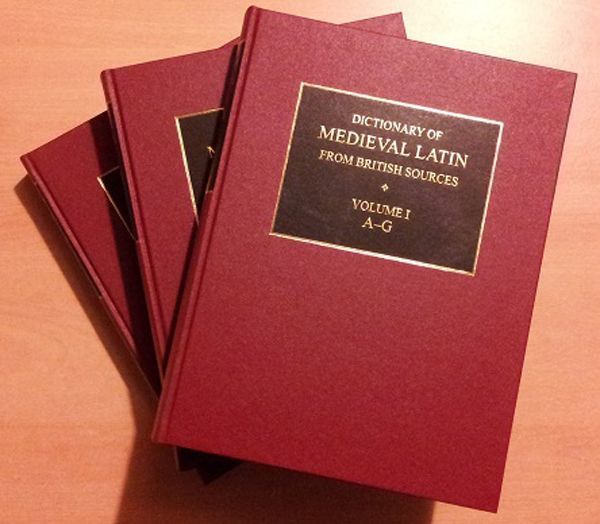 DICTIONARY OF
MEDIEVAL LATIN
FROM BRITISH SOURCES
VOLUME I
A–G